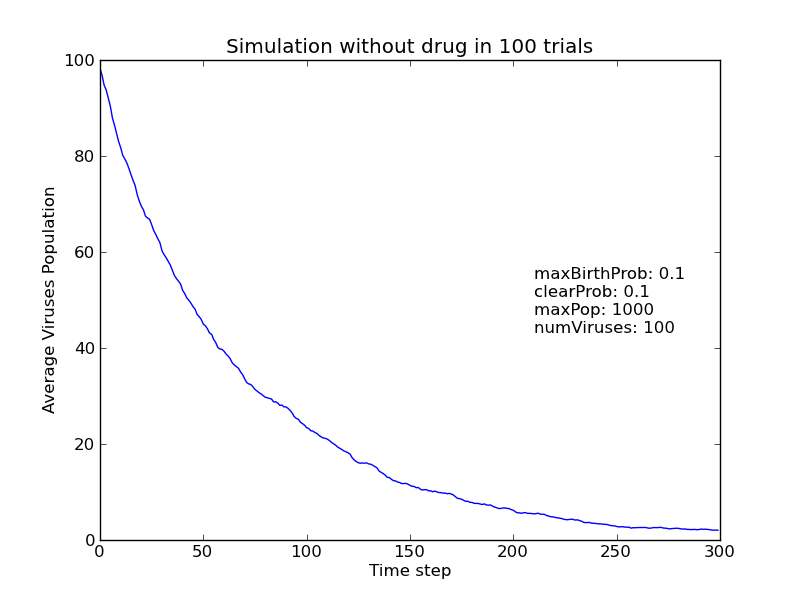 Simulation without drug in 100 trials
100
80
60
40
20
0
Average Viruses Population
maxBirthProb: 0.1
clearProb: 0.1
maxPop: 1000
numViruses: 100
0 50 100 150 200 250 300
Time step